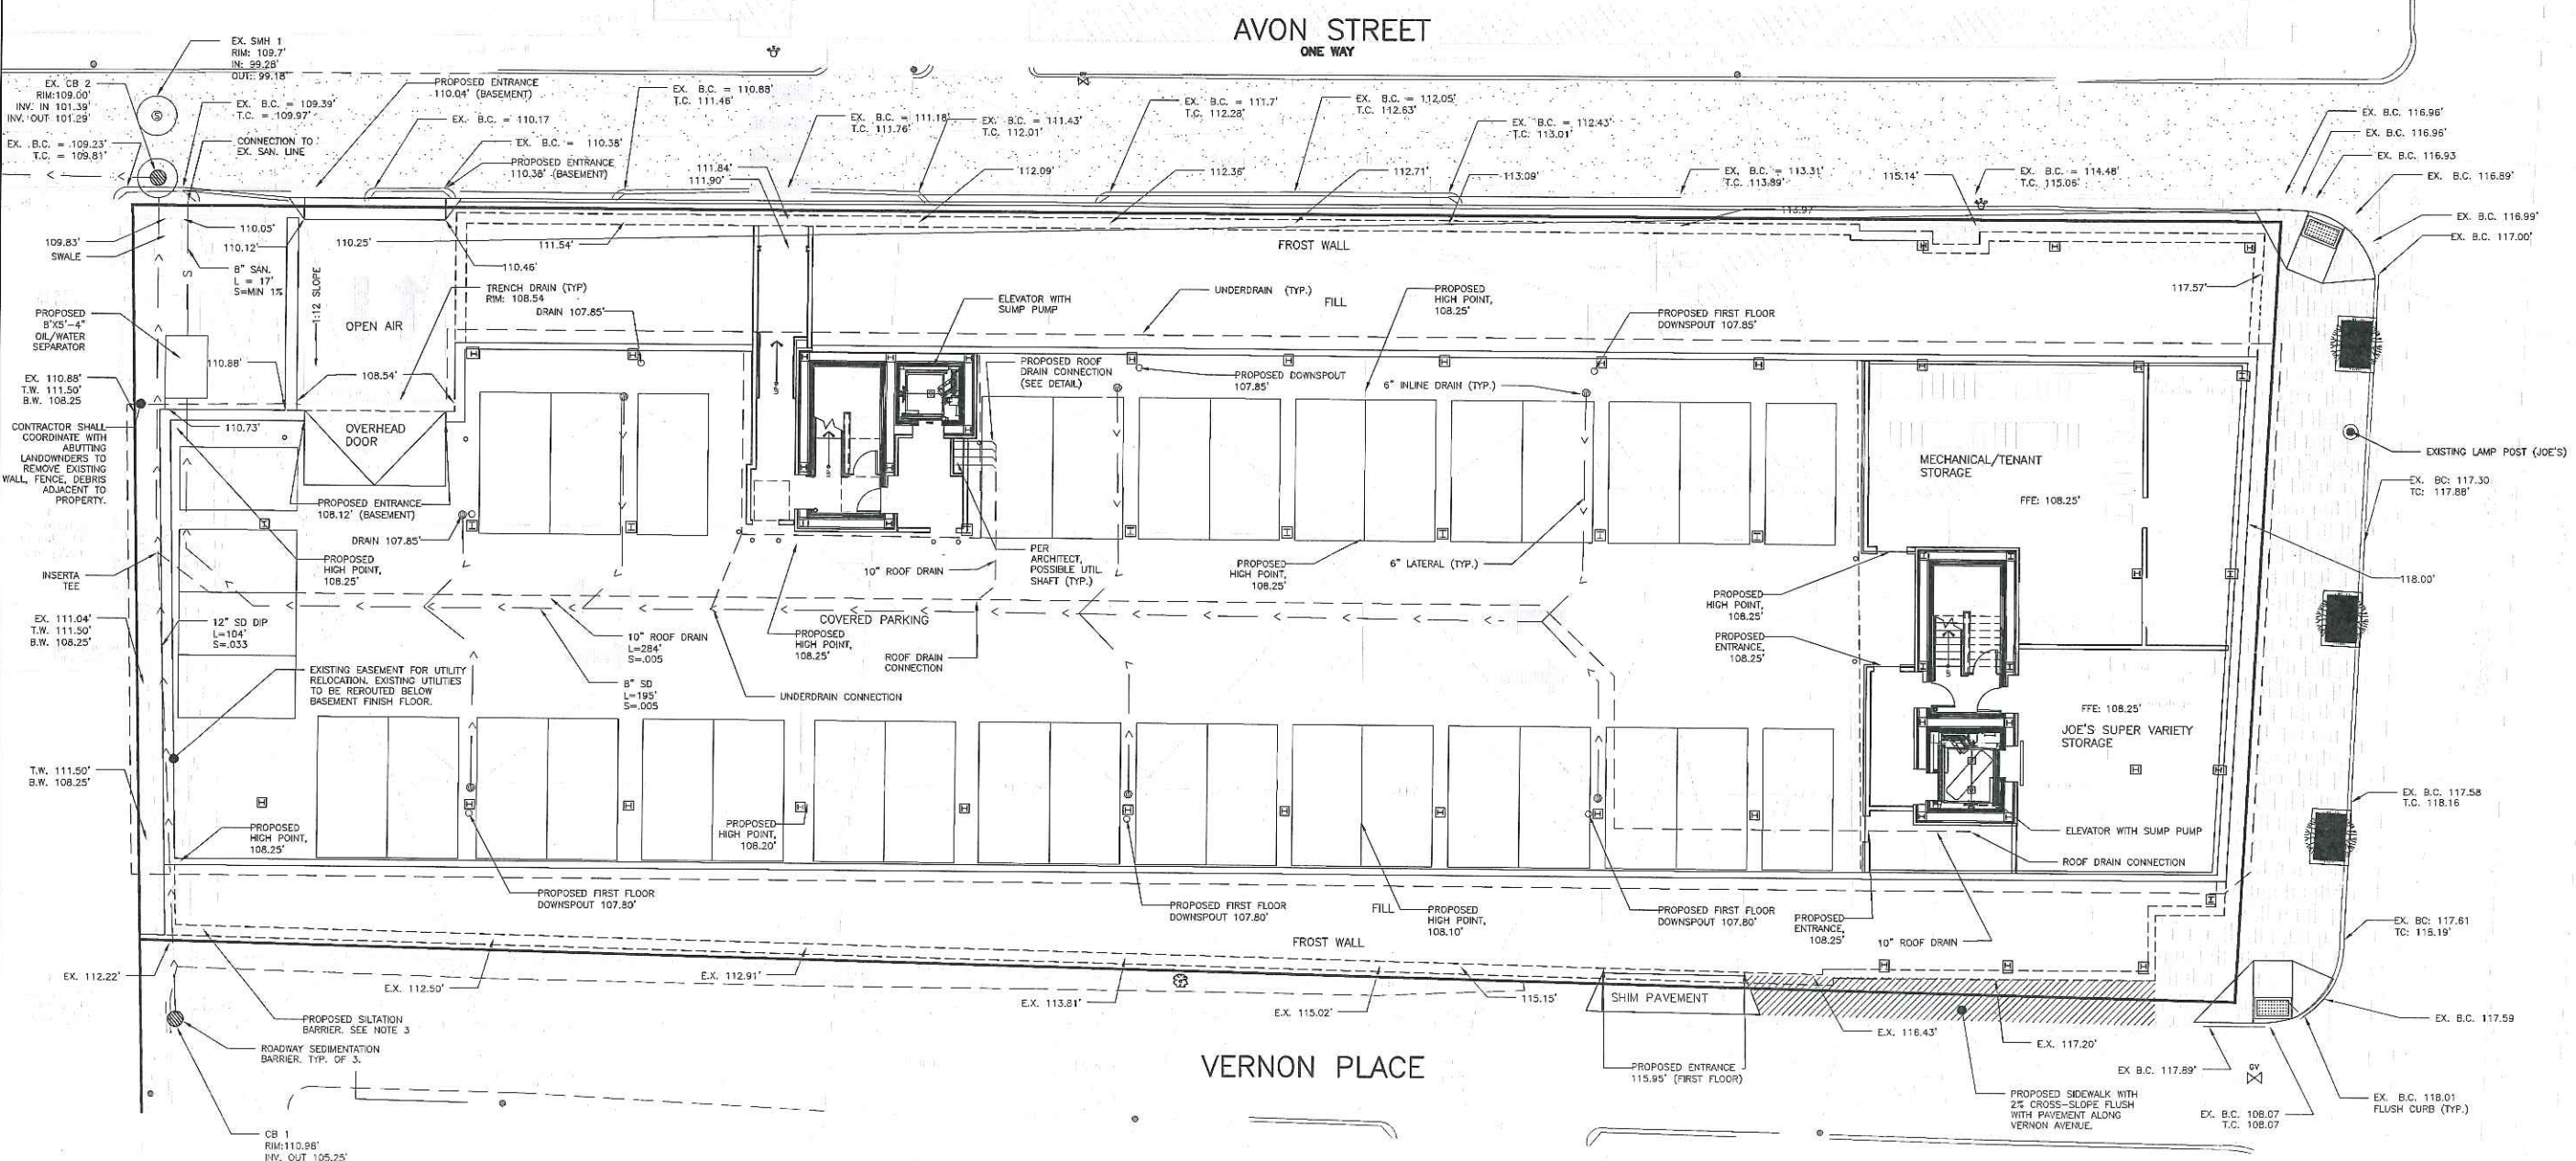 AVON STREET
ONE WAY
EX. SMH 1
RIM: 109.7'
IN: 99.28'
OUT: 99.18'
EX. CB 2
RIM:109.00'
INV. IN 101.39'
INV. OUT 101.29'
EX. B.C. = 109.23'
T.C. = 109.81'
EX. B.C. = 109.39'
T.C. = 109.97'
CONNECTION TO
EX. SAN. LINE
PROPOSED ENTRANCE
110.04' (BASEMENT)
EX. B.C. = 110.17
EX. B.C. = 110.38'
PROPOSED ENTRANCE
110.38' (BASEMENT)
EX. B.C. = 110.88'
T.C. 111.46'
111.84'
111.90'
EX. B.C. = 111.18'
T.C. 111.76'
EX. B.C. = 111.43'
T.C. 112.01'
112.09'
EX. B.C. = 111.7'
T.C. 112.28'
112.36'
EX. B.C. = 112.05'
T.C. 112.63'
112.71'
EX. B.C. = 112.43'
T.C. 113.01'
113.09'
EX. B.C. = 113.31'
T.C. 113.89'
113.97'
115.14'
EX. B.C. = 114.48'
T.C. 115.06'
EX. B.C. 116.96'
EX. B.C. 116.96'
EX. B.C. 116.93
EX. B.C. 116.89'
EX. B.C. 116.99'
EX. B.C. 117.00'
109.83'
SWALE
110.05'
110.12'
8" SAN.
L = 17'
S=MIN 1%
S
S
1:12 SLOPE
OPEN AIR
110.25'
110.46'
111.54'
TRENCH DRAIN (TYP)
RIM: 108.54
DRAIN 107.85'
ELEVATOR WITH
SUMP PUMP
UNDERDRAIN (TYP.)
FROST WALL
FILL
PROPOSED
HIGH POINT,
108.25'
PROPOSED FIRST FLOOR
DOWNSPOUT 107.85'
117.57'
PROPOSED
8'X5'-4"
OIL/WATER
SEPARATOR
110.88'
108.54'
EX. 110.88'
T.W. 111.50'
B.W. 108.25
110.73'
CONTRACTOR SHALL
COORDINATE WITH
ABUTTING
LANDOWNDERS TO
REMOVE EXISTING
WALL, FENCE, DEBRIS
ADJACENT TO
PROPERTY.
OVERHEAD
DOOR
PROPOSED ENTRANCE
108.12' (BASEMENT)
DRAIN 107.85'
PROPOSED
HIGH POINT,
108.25'
PROPOSED ROOF
DRAIN CONNECTION
(SEE DETAIL)
PROPOSED DOWNSPOUT
107.85'
6" INLINE DRAIN (TYP.)
MECHANICAL/TENANT
STORAGE
FFE: 108.25'
EXISTING LAMP POST (JOE'S)
EX. BC: 117.30
TC: 117.88'
INSERTA
TEE
10" ROOF DRAIN
PER
ARCHITECT,
POSSIBLE UTIL.
SHAFT (TYP.)
PROPOSED
HIGH POINT,
108.25'
6" LATERAL (TYP.)
118.00'
EX. 111.04'
T.W. 111.50'
B.W. 108.25'
12" SD DIP
L=104'
S=.033
10" ROOF DRAIN
L=284'
S=.005
COVERED PARKING
PROPOSED
HIGH POINT,
108.25'
ROOF DRAIN
CONNECTION
PROPOSED
HIGH POINT,
108.25'
PROPOSED
ENTRANCE,
108.25'
EXISTING EASEMENT FOR UTILITY
RELOCATION. EXISTING UTILITIES
TO BE REROUTED BELOW
BASEMENT FINISH FLOOR.
8" SD
L=195'
S=.005
UNDERDRAIN CONNECTION
FFE: 108.25'
JOE'S SUPER VARIETY
STORAGE
T.W. 111.50'
B.W. 108.25'
PROPOSED
HIGH POINT,
108.25'
PROPOSED
HIGH POINT,
108.20'
EX. B.C. 117.58
T.C. 118.16
ELEVATOR WITH SUMP PUMP
ROOF DRAIN CONNECTION
PROPOSED FIRST FLOOR
DOWNSPOUT 107.80'
PROPOSED FIRST FLOOR
DOWNSPOUT 107.80'
FILL
PROPOSED
HIGH POINT,
108.10'
PROPOSED FIRST FLOOR
DOWNSPOUT 107.80'
PROPOSED
ENTRANCE,
108.25'
10" ROOF DRAIN
EX. BC: 117.61
TC: 115.19'
FROST WALL
EX. 112.22'
E.X. 112.50'
E.X. 112.91'
E.X. 113.81'
E.X. 115.02'
115.15'
SHIM PAVEMENT
E.X. 116.43'
E.X. 117.20'
EX. B.C. 117.59
PROPOSED SILTATION
BARRIER. SEE NOTE 3
ROADWAY SEDIMENTATION
BARRIER. TYP. OF 3.
VERNON PLACE
PROPOSED ENTRANCE
115.95' (FIRST FLOOR)
EX B.C. 117.89'
GV
PROPOSED SIDEWALK WITH
2% CROSS-SLOPE FLUSH
WITH PAVEMENT ALONG
VERNON AVENUE.
EX. B.C. 108.07
T.C. 108.07
EX. B.C. 118.01
FLUSH CURB (TYP.)
CB 1
RIM:110.98'
INV. OUT 105.25'